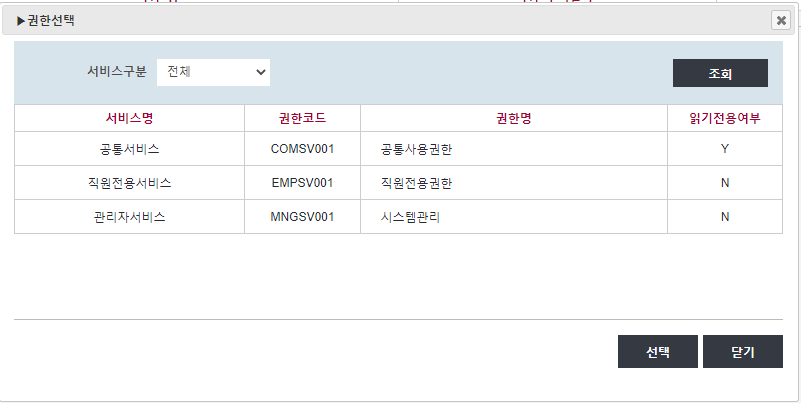 ▶권한선택
서비스구분 전체 조회
서비스명 권한코드 권한명 읽기전용여부
공통서비스 COMSV001 공통사용권한 Y
직원전용서비스 EMPSV001 직원전용권한 N
관리자서비스 MNGSV001 시스템관리 N
선택 닫기